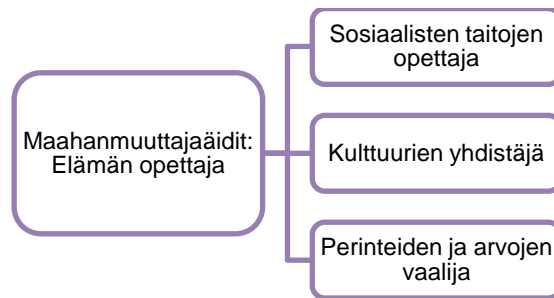 Maahanmuuttajaäidit:
Elämän opettaja
Sosiaalisten taitojen
opettaja
Kulttuurien yhdistäjä
Perinteiden ja arvojen
vaalija